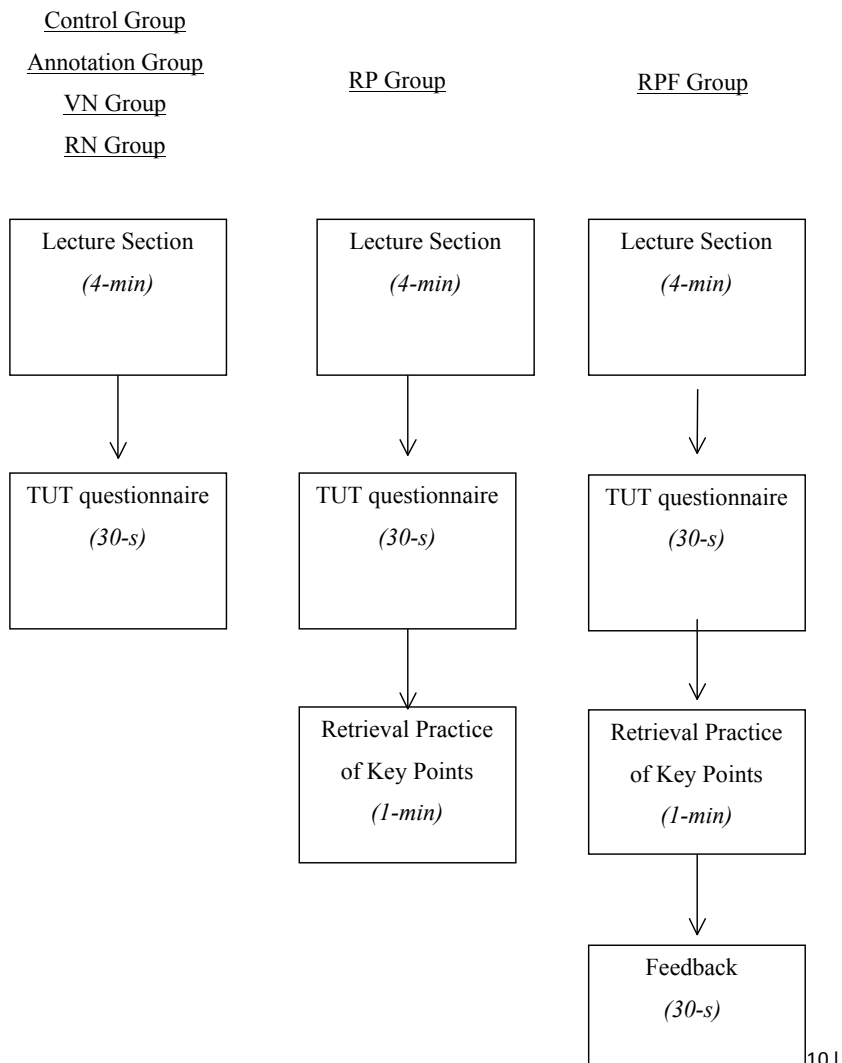 Control Group
Annotation Group
VN Group
RN Group
RP Group
RPF Group
Lecture Section
(4-min)
Lecture Section
(4-min)
Lecture Section
(4-min)
TUT questionnaire
(30-s)
TUT questionnaire
(30-s)
TUT questionnaire
(30-s)
Retrieval Practice
of Key Points
(1-min)
Retrieval Practice
of Key Points
(1-min)
Feedback
(30-s)
10 |